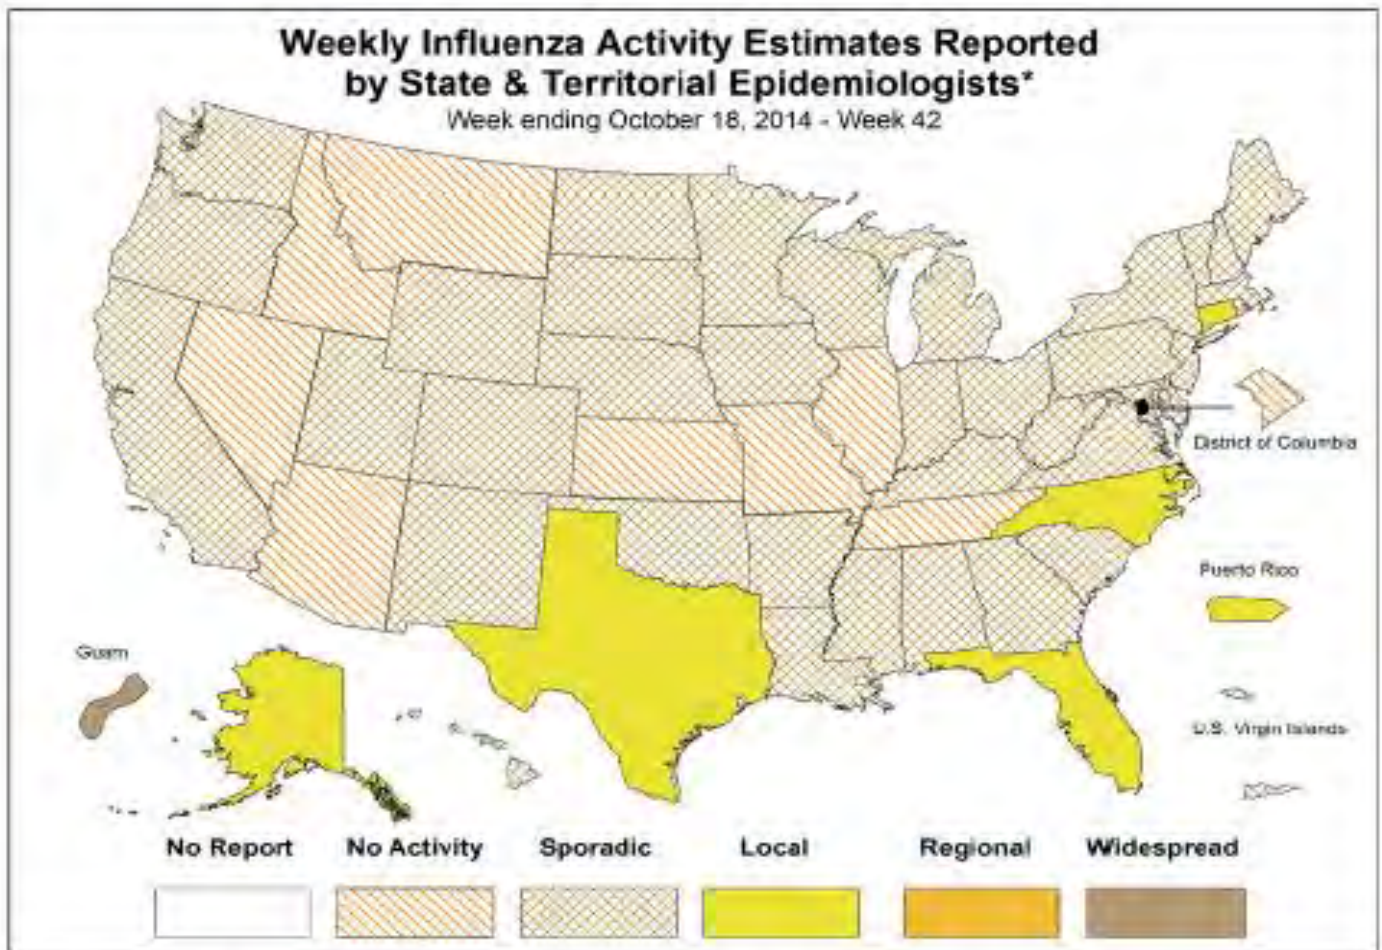 Weekly Influenza Activity Estimates Reported
by State & Territorial Epidemiologists*
Week ending October 18, 2014 - Week 42
District of Columbia
Puerto Rico
Guam
U.S. Virgin Islands
No Report No Activity Sporadic Local Regional Widespread